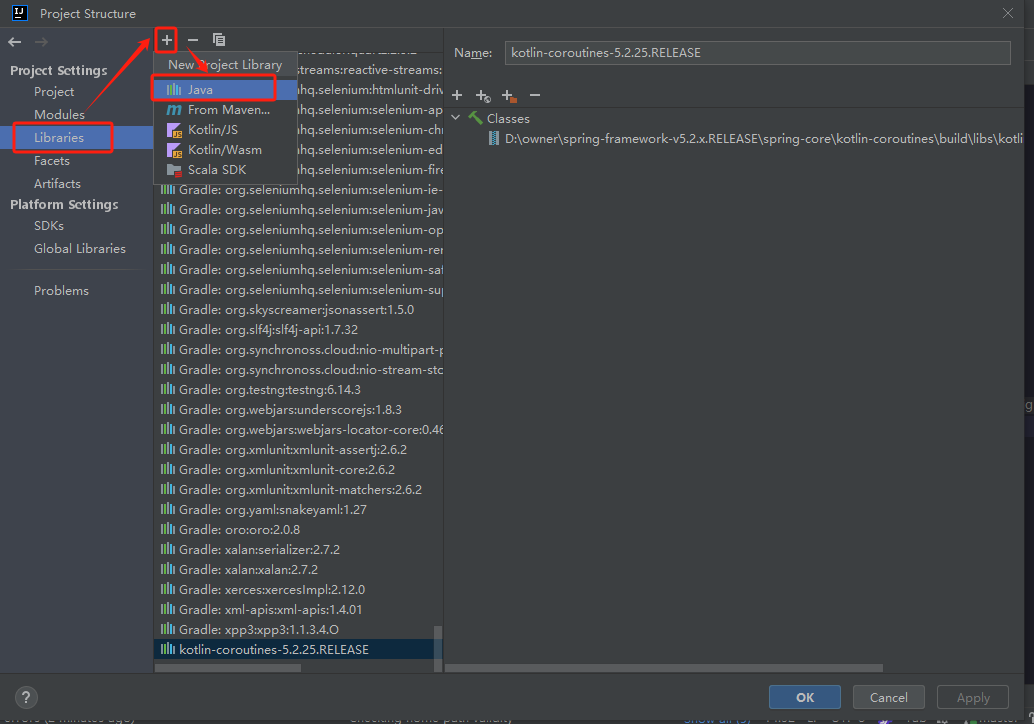 Project Structure
Project Settings
Project
Modules
Libraries
Facets
Artifacts
Platform Settings
SDKs
Global Libraries
Problems
New Project Library
Java
From Maven...
Kotlin/JS
Kotlin/Wasm
Scala SDK
streams:reactive-streams:
hq.selenium:htmlunit-driv
hq.selenium:selenium-ap
hq.selenium:selenium-chr
hq.selenium:selenium-ed
hq.selenium:selenium-fire
Gradle: org.seleniumhq.selenium:selenium-ie-
Gradle: org.seleniumhq.selenium:selenium-jav
Gradle: org.seleniumhq.selenium:selenium-op
Gradle: org.seleniumhq.selenium:selenium-rer
Gradle: org.seleniumhq.selenium:selenium-saf
Gradle: org.seleniumhq.selenium:selenium-sup
Gradle: org.skyscreamer:jsonassert:1.5.0
Gradle: org.slf4j:slf4j-api:1.7.32
Gradle: org.synchronoss.cloud:nio-multipart-p
Gradle: org.synchronoss.cloud:nio-stream-sto
Gradle: org.testng:testng:6.14.3
Gradle: org.webjars:underscorejs:1.8.3
Gradle: org.webjars:webjars-locator-core:0.46
Gradle: org.xmlunit:xmlunit-assertj:2.6.2
Gradle: org.xmlunit:xmlunit-core:2.6.2
Gradle: org.xmlunit:xmlunit-matchers:2.6.2
Gradle: org.yaml:snakeyaml:1.27
Gradle: oro:oro:2.0.8
Gradle: xalan:serializer:2.7.2
Gradle: xalan:xalan:2.7.2
Gradle: xerces:xercesImpl:2.12.0
Gradle: xml-apis:xml-apis:1.4.01
Gradle: xpp3:xpp3:1.1.3.4.O
kotlin-coroutines-5.2.25.RELEASE
Name: kotlin-coroutines-5.2.25.RELEASE
Classes
D:\owner\spring-framework-v5.2.x.RELEASE\spring-core\kotlin-coroutines\build\libs\kotli
OK Cancel Apply